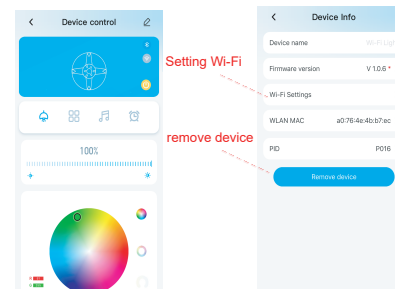 Device control
100%
Setting Wi-Fi
remove device
Device Info
Device name
Wi-Fi Ligh
Firmware version
V 1.0.6 *
Wi-Fi Settings
WLAN MAC
a0:76:4e:4b:b7:ec
PID
P016
Remove device